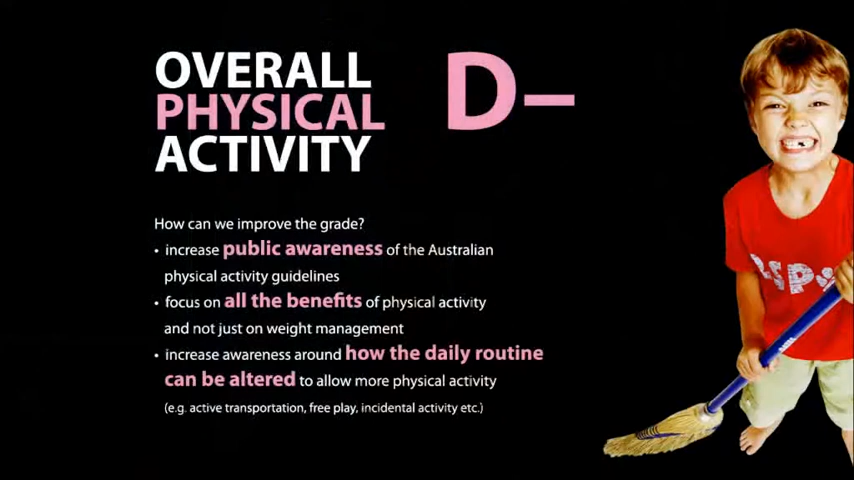 OVERALL
PHYSICAL
ACTIVITY
D–
How can we improve the grade?
• increase public awareness of the Australian
physical activity guidelines
• focus on all the benefits of physical activity
and not just on weight management
• increase awareness around how the daily routine
can be altered to allow more physical activity
(e.g. active transportation, free play, incidental activity etc.)